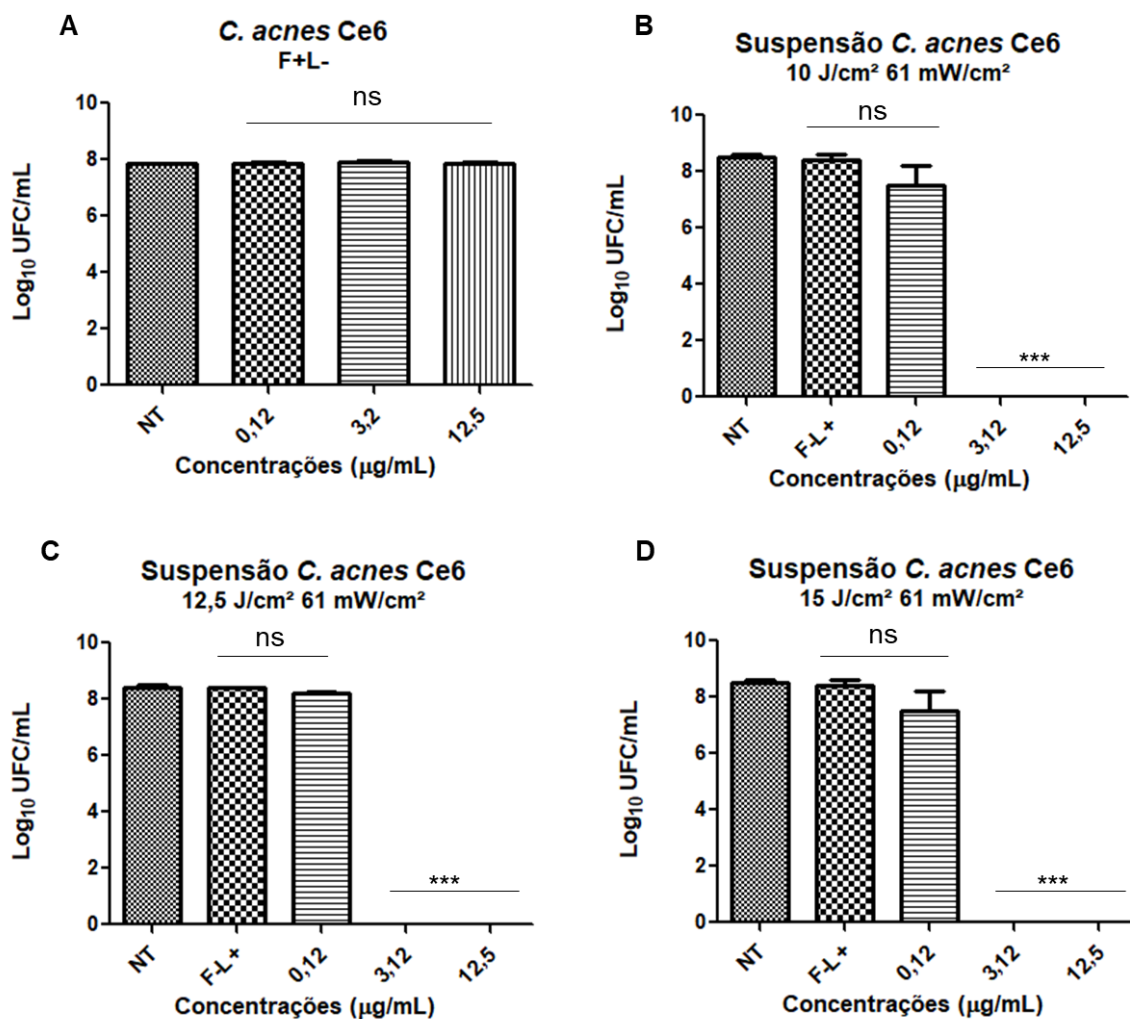 A
C. acnes Ce6
F+L-
ns
Log10 UFC/mL
10
8
6
4
2
0
NT
0,12
3,2
12,5
Concentrações (μg/mL)
B
Suspensão C. acnes Ce6
10 J/cm² 61 mW/cm²
ns
Log10 UFC/mL
10
8
6
4
2
0
***
NT
F-L+
0,12
3,12
12,5
Concentrações (μg/mL)
C
Suspensão C. acnes Ce6
12,5 J/cm² 61 mW/cm²
ns
Log10 UFC/mL
10
8
6
4
2
0
***
NT
F-L+
0,12
3,12
12,5
Concentrações (μg/mL)
D
Suspensão C. acnes Ce6
15 J/cm² 61 mW/cm²
ns
Log10 UFC/mL
10
8
6
4
2
0
***
NT
F-L+
0,12
3,12
12,5
Concentrações (μg/mL)